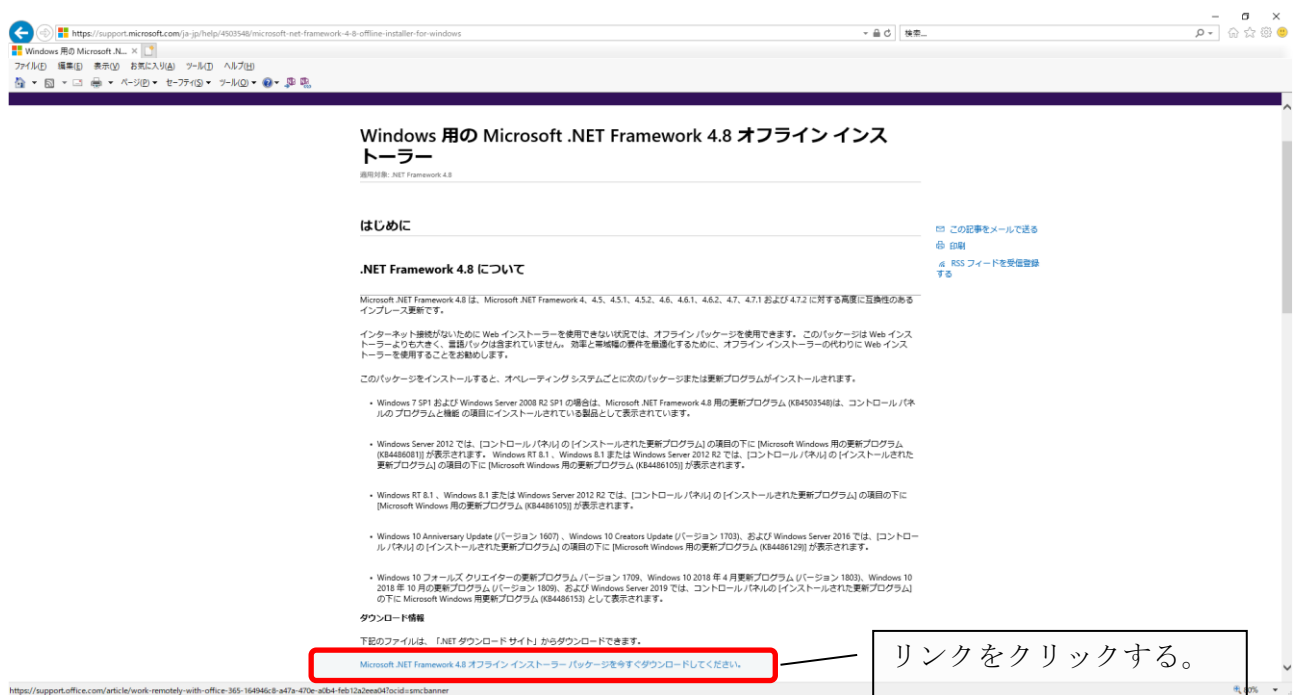 https://support.microsoft.com/ja-jp/help/4503548/microsoft-net-framework-4-8-offline-installer-for-windows
検索...
Windows 用の Microsoft .N...
ファイル(F) 編集(E) 表示(V) お気に入り(A) ツール(T) ヘルプ(H)
ページ(P) セーフティ(S) ツール(O)
Windows 用の Microsoft .NET Framework 4.8 オフライン インス
トーラー
適用対象: .NET Framework 4.8
はじめに
この記事をメールで送る
印刷
RSS フィードを受信登録
する
.NET Framework 4.8 について
Microsoft .NET Framework 4.8 は、Microsoft .NET Framework 4、4.5、4.5.1、4.5.2、4.6、4.6.1、4.6.2、4.7、4.7.1 および 4.7.2 に対する高度に互換性のある
インプレース更新です。
インターネット接続がないために Web インストーラーを使用できない状況では、オフライン パッケージを使用できます。 このパッケージは Web インス
トーラーよりも大きく、言語パックは含まれていません。 効率と帯域幅の要件を最適化するために、オフライン インストーラーの代わりに Web インス
トーラーを使用することをお勧めします。
このパッケージをインストールすると、オペレーティング システムごとに次のパッケージまたは更新プログラムがインストールされます。
• Windows 7 SP1 および Windows Server 2008 R2 SP1 の場合は、Microsoft .NET Framework 4.8 用の更新プログラム (KB4503548)は、コントロール パネ
ルの プログラムと機能 の項目にインストールされている製品として表示されています。
• Windows Server 2012 では、[コントロール パネル] の [インストールされた更新プログラム] の項目の下に [Microsoft Windows 用の更新プログラム
(KB4486081)] が表示されます。 Windows RT 8.1 、Windows 8.1 または Windows Server 2012 R2 では、[コントロール パネル] の [インストールされた
更新プログラム] の項目の下に [Microsoft Windows 用の更新プログラム (KB4486105)] が表示されます。
• Windows RT 8.1 、Windows 8.1 または Windows Server 2012 R2 では、[コントロール パネル] の [インストールされた更新プログラム] の項目の下に
[Microsoft Windows 用の更新プログラム (KB4486105)] が表示されます。
• Windows 10 Anniversary Update (バージョン 1607) 、Windows 10 Creators Update (バージョン 1703)、および Windows Server 2016 では、[コントロー
ル パネル] の [インストールされた更新プログラム] の項目の下に [Microsoft Windows 用の更新プログラム (KB4486129)] が表示されます。
• Windows 10 フォールズ クリエイターの更新プログラム バージョン 1709、Windows 10 2018 年 4 月更新プログラム (バージョン 1803)、Windows 10
2018 年 10 月の更新プログラム (バージョン 1809)、および Windows Server 2019 では、コントロール パネルの [インストールされた更新プログラム]
の下に Microsoft Windows 用更新プログラム (KB4486153) として表示されます。
ダウンロード情報
下記のファイルは、「.NET ダウンロード サイト」からダウンロードできます。
Microsoft .NET Framework 4.8 オフライン インストーラー パッケージを今すぐダウンロードしてください。
リンクをクリックする。
https://support.office.com/article/work-remotely-with-office-365-164946c8-a47a-470e-a0b4-feb12a2eea04?ocid=smcbanner
80%